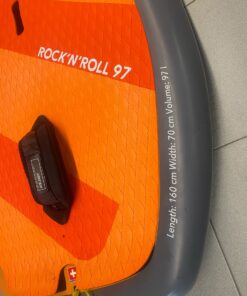 ROCK'N'ROLL 97
Length: 160 cm Width: 70 cm Volume: 97 l